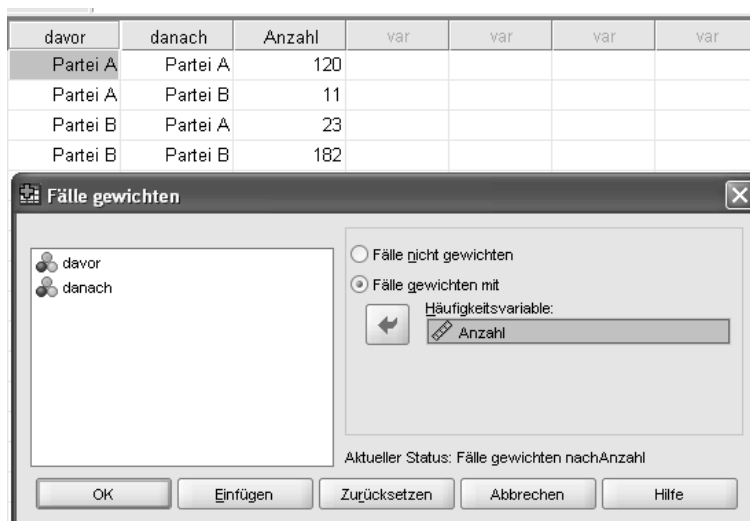 davor danach Anzahl var var var var
Partei A Partei A 120
Partei A Partei B 11
Partei B Partei A 23
Partei B Partei B 182
Fälle gewichten
davor
danach
Fälle nicht gewichten
Fälle gewichten mit
Häufigkeitsvariable:
Anzahl
Aktueller Status: Fälle gewichten nachAnzahl
OK Einfügen Zurücksetzen Abbrechen Hilfe